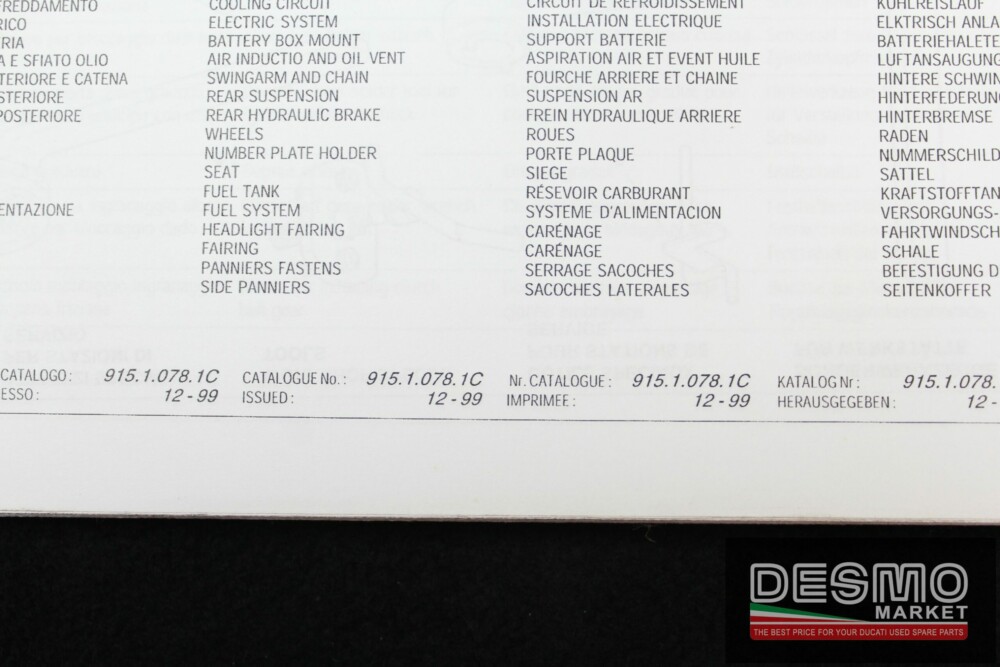 FREDDAMENTO
RICO
ERIA
A E SFIATO OLIO
TERIORE E CATENA
STERIORE
POSTERIORE
ENTAZIONE
COOLING CIRCUIT
ELECTRIC SYSTEM
BATTERY BOX MOUNT
AIR INDUCTIO AND OIL VENT
SWINGARM AND CHAIN
REAR SUSPENSION
REAR HYDRAULIC BRAKE
WHEELS
NUMBER PLATE HOLDER
SEAT
FUEL TANK
FUEL SYSTEM
HEADLIGHT FAIRING
FAIRING
PANNIERS FASTENS
SIDE PANNIERS
CIRCUIT DE REFROIDISSEMENT
INSTALLATION ELECTRIQUE
SUPPORT BATTERIE
ASPIRATION AIR ET EVENT HUILE
FOURCHE ARRIERE ET CHAINE
SUSPENSION AR
FREIN HYDRAULIQUE ARRIERE
ROUES
PORTE PLAQUE
SIEGE
RÉSEVOIR CARBURANT
SYSTEME D'ALIMENTACION
CARÉNAGE
CARÉNAGE
SERRAGE SACOCHES
SACOCHES LATERALES
KUHLREISLAUF
ELKTRISCH ANLA
BATTERIEHALETE
LUFTANSAUGUNG
HINTERE SCHWIN
HINTERFEDERUNG
HINTERBREMSE
RADEN
NUMMERSCHILD
SATTEL
KRAFTSTOFFTAN
VERSORGUNGS-
FAHRTWINDSCH
SCHALE
BEFESTIGUNG D
SEITENKOFFER
CATALOGO: 915.1.078.1C
ESSO: 12 - 99
CATALOGUE No.: 915.1.078.1C
ISSUED: 12 - 99
Nr. CATALOGUE: 915.1.078.1C
IMPRIMEE: 12 - 99
KATALOG Nr: 915.1.078.
HERAUSGEGEBEN: 12 -
DESMO
MARKET
THE BEST PRICE FOR YOUR DUCATI USED SPARE PARTS